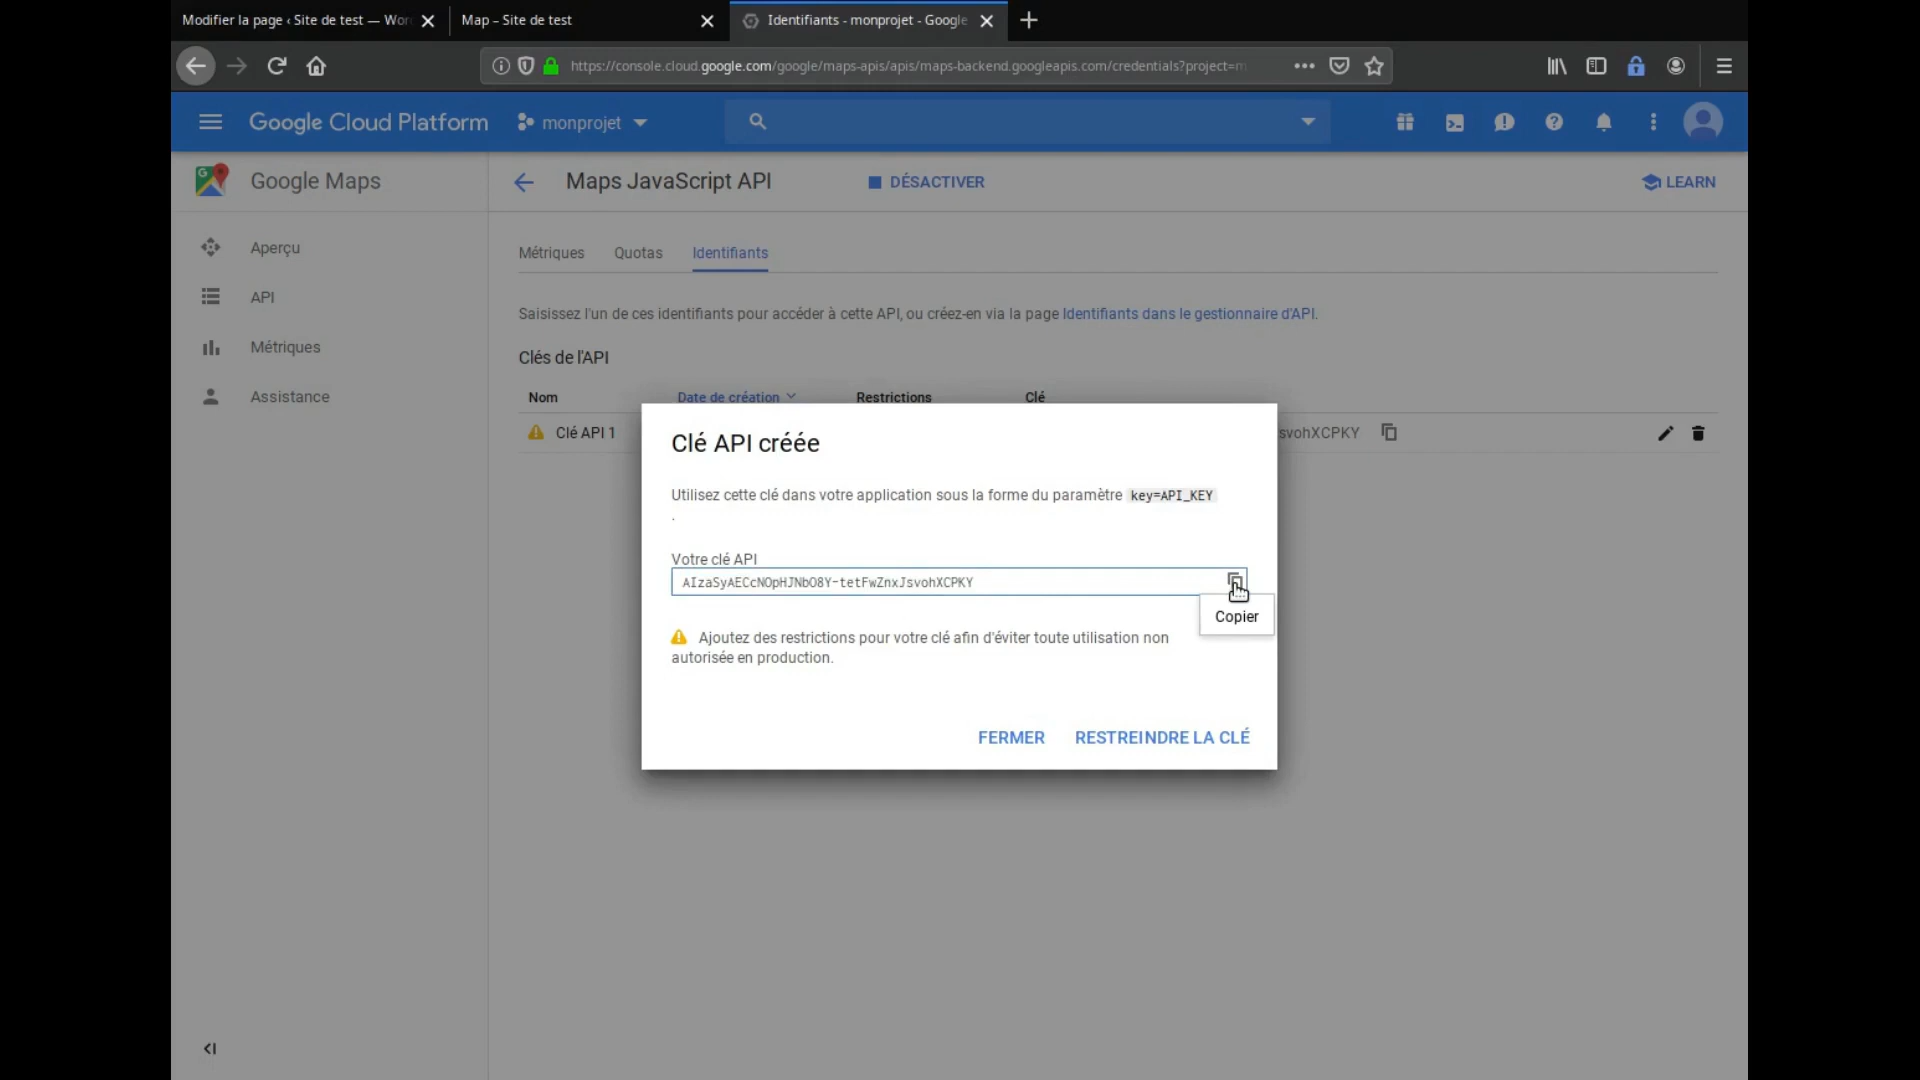 Modifier la page ‹ Site de test — Wor
Map – Site de test
Identifiants - monprojet - Google
https://console.cloud.google.com/google/maps-apis/apis/maps-backend.googleapis.com/credentials?project=m
Google Cloud Platform
monprojet
Google Maps
Maps JavaScript API
DÉSACTIVER
LEARN
Aperçu
API
Métriques
Assistance
Métriques
Quotas
Identifiants
Saisissez l'un de ces identifiants pour accéder à cette API, ou créez-en via la page Identifiants dans le gestionnaire d'API.
Clés de l'API
Nom
Date de création
Restrictions
Clé
Clé API 1
svohXCPKY
Clé API créée
Utilisez cette clé dans votre application sous la forme du paramètre key=API_KEY
.
Votre clé API
AIzaSyAECcNOpHJNbO8Y-tetFwZnxJsvohXCPKY
Copier
Ajoutez des restrictions pour votre clé afin d'éviter toute utilisation non
autorisée en production.
FERMER
RESTREINDRE LA CLÉ